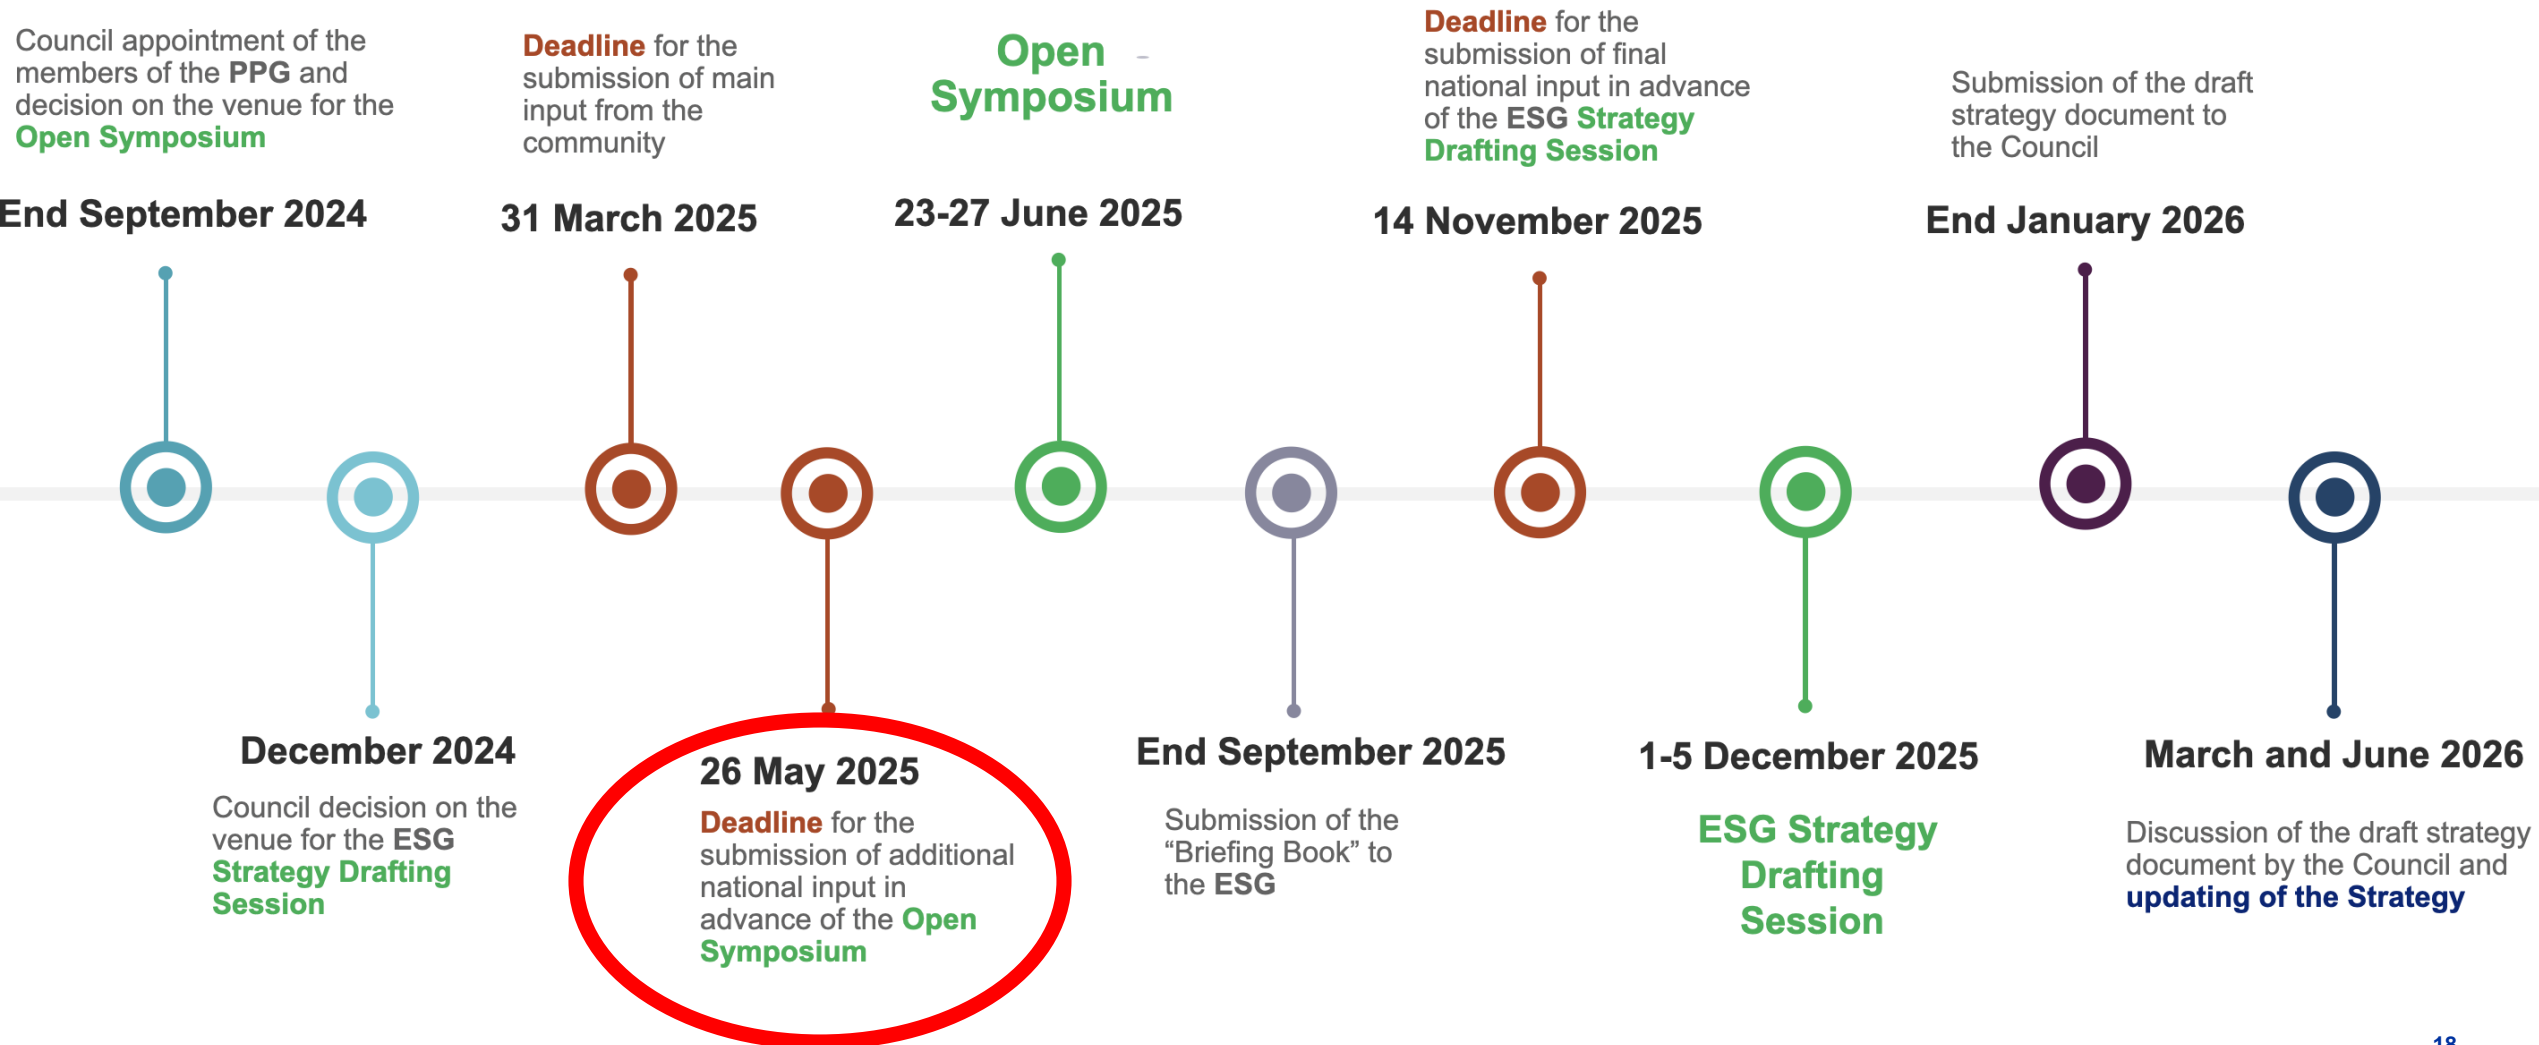 Council appointment of the
members of the PPG and
decision on the venue for the
Open Symposium
End September 2024
December 2024
Council decision on the
venue for the ESG
Strategy Drafting
Session
Deadline for the
submission of main
input from the
community
31 March 2025
26 May 2025
Deadline for the
submission of additional
national input in
advance of the Open
Symposium
Open
Symposium
23-27 June 2025
End September 2025
Submission of the
“Briefing Book” to
the ESG
Deadline for the
submission of final
national input in advance
of the ESG Strategy
Drafting Session
14 November 2025
1-5 December 2025
ESG Strategy
Drafting
Session
Submission of the draft
strategy document to
the Council
End January 2026
March and June 2026
Discussion of the draft strategy
document by the Council and
updating of the Strategy
18